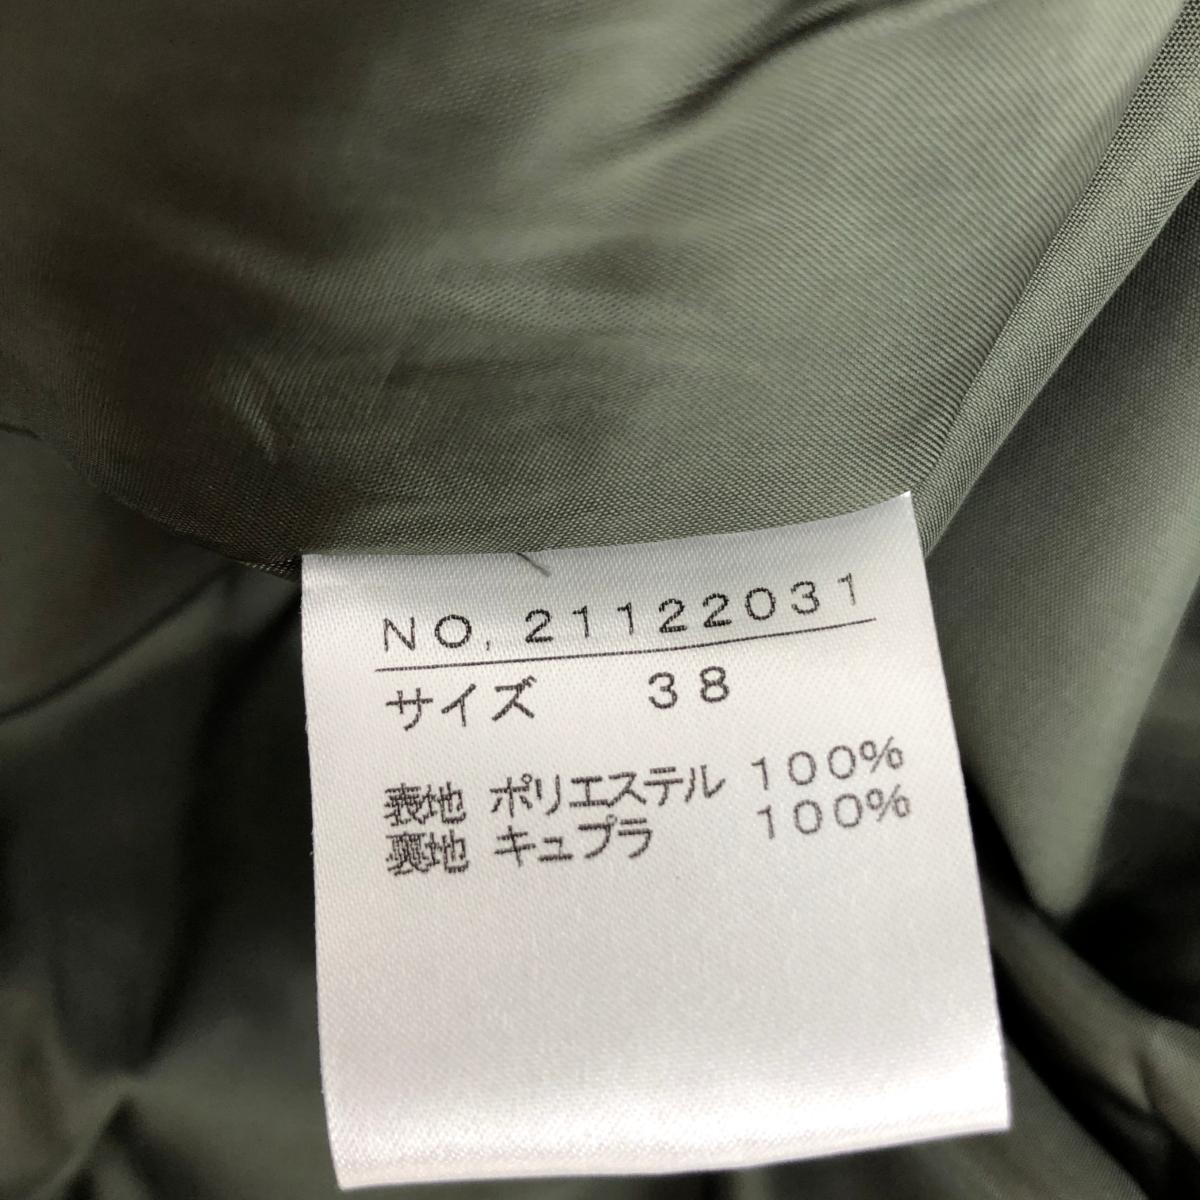 NO. 21122031
サイズ 38
表地 ポリエステル 100%
裏地 キュプラ 100%